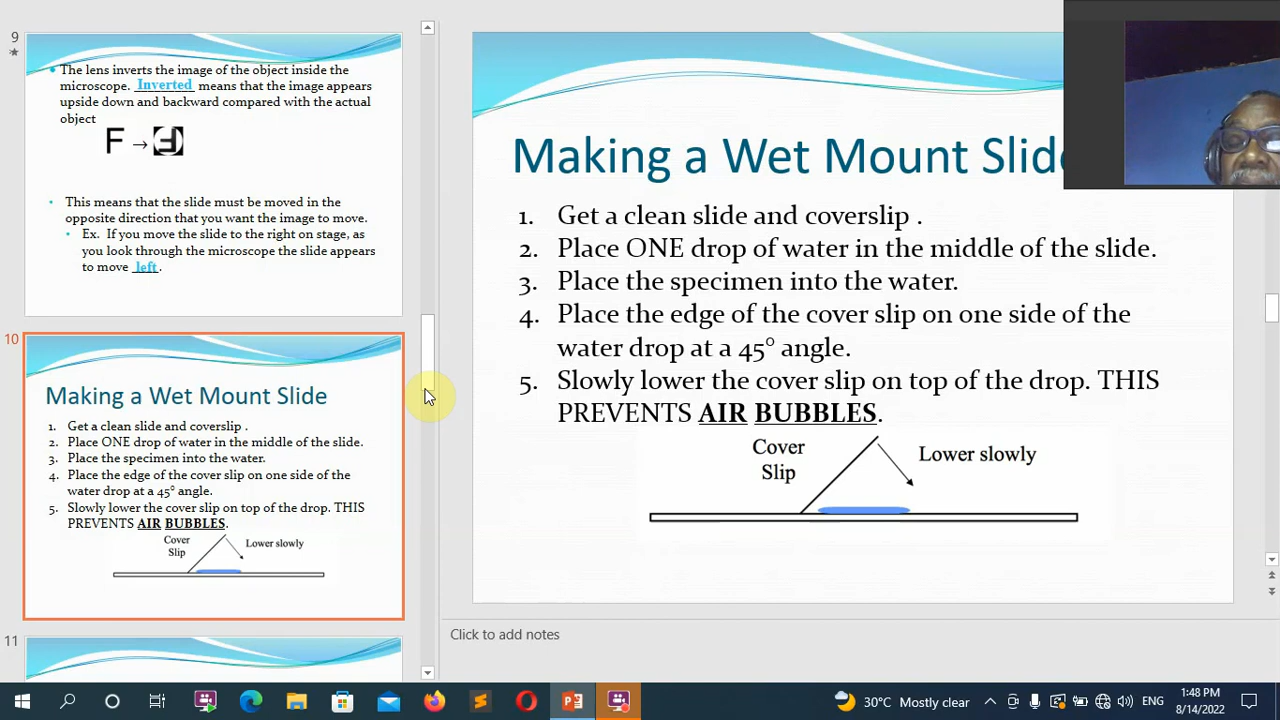 9
• The lens inverts the image of the object inside the
microscope. Inverted means that the image appears
upside down and backward compared with the actual
object
F →
• This means that the slide must be moved in the
opposite direction that you want the image to move.
• Ex. If you move the slide to the right on stage, as
you look through the microscope the slide appears
to move left.
10
Making a Wet Mount Slide
1. Get a clean slide and coverslip .
2. Place ONE drop of water in the middle of the slide.
3. Place the specimen into the water.
4. Place the edge of the cover slip on one side of the
water drop at a 45° angle.
5. Slowly lower the cover slip on top of the drop. THIS
PREVENTS AIR BUBBLES.
Cover
Slip
Lower slowly
11
Making a Wet Mount Slid
1. Get a clean slide and coverslip .
2. Place ONE drop of water in the middle of the slide.
3. Place the specimen into the water.
4. Place the edge of the cover slip on one side of the
water drop at a 45° angle.
5. Slowly lower the cover slip on top of the drop. THIS
PREVENTS AIR BUBBLES.
Cover
Slip
Lower slowly
Click to add notes
30°C Mostly clear
ENG
1:48 PM
8/14/2022